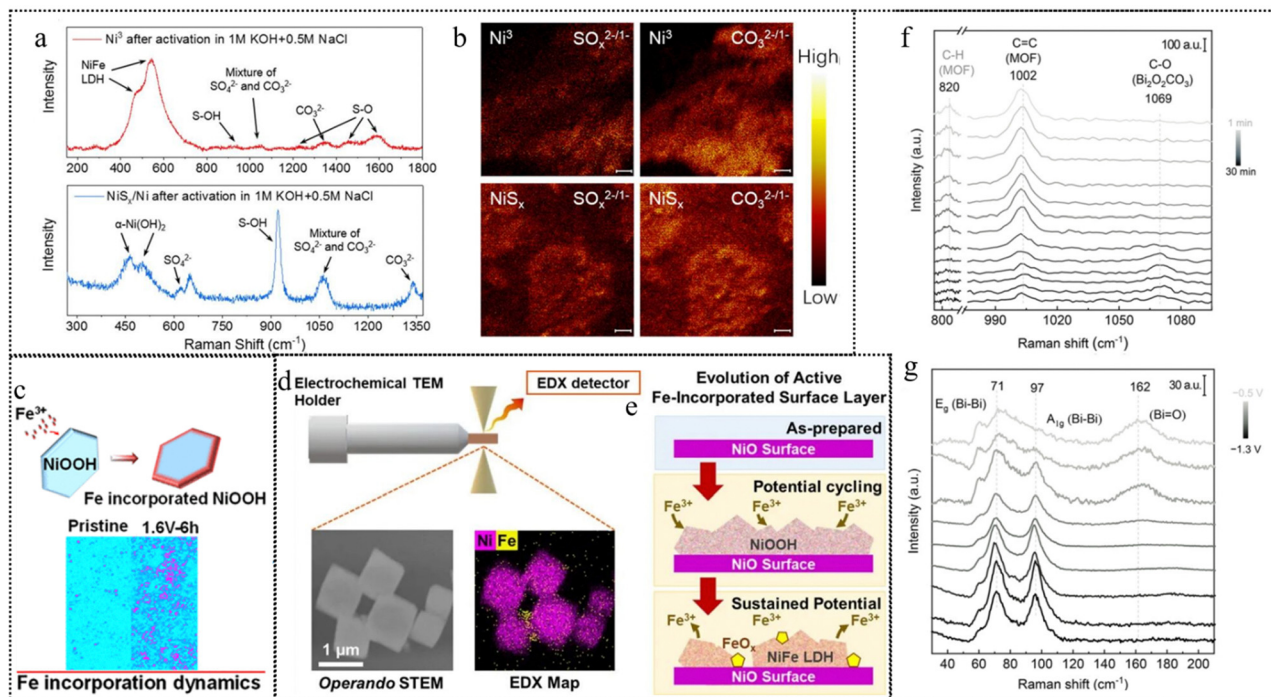 a
Ni³ after activation in 1M KOH+0.5M NaCl
NiFe
LDH
S-OH
Mixture
of SO₄²⁻ and CO₃²⁻
CO₃²⁻
S-O
Intensity
200 400 600 800 1000 1200 1400 1600 1800
NiSₓ/Ni after activation in 1M KOH+0.5M NaCl
α-Ni(OH)₂
SO₄²⁻
S-OH
Mixture of
SO₄²⁻ and CO₃²⁻
CO₃²⁻
Intensity
300 450 600 750 900 1050 1200 1350
Raman Shift (cm⁻¹)
b
Ni³ SOₓ²⁻/¹⁻
Ni³ CO₃²⁻/¹⁻
NiSₓ SOₓ²⁻/¹⁻
NiSₓ CO₃²⁻/¹⁻
High
Low
c
Fe³⁺
NiOOH
Fe incorporated NiOOH
Pristine 1.6V-6h
Fe incorporation dynamics
d
Electrochemical TEM
Holder
EDX detector
1 µm
Operando STEM
Ni Fe
EDX Map
e
Evolution of Active
Fe-Incorporated Surface Layer
As-prepared
NiO Surface
Potential cycling
Fe³⁺ Fe³⁺ Fe³⁺
NiOOH
NiO Surface
Sustained Potential
Fe³⁺ Fe³⁺ Fe³⁺
FeOₓ
NiFe LDH
NiO Surface
f
C-H
(MOF)
820
C=C
(MOF)
1002
C-O
(Bi₂O₂CO₃)
1069
100 a.u.
1 min
30 min
Intensity (a.u.)
800 990 1020 1050 1080
Raman shift (cm⁻¹)
g
71 97 162
30 a.u.
E_g (Bi-Bi)
A₁g (Bi-Bi)
(Bi=O)
−0.5 V
−1.3 V
Intensity (a.u.)
40 60 80 100 120 140 160 180 200
Raman shift (cm⁻¹)